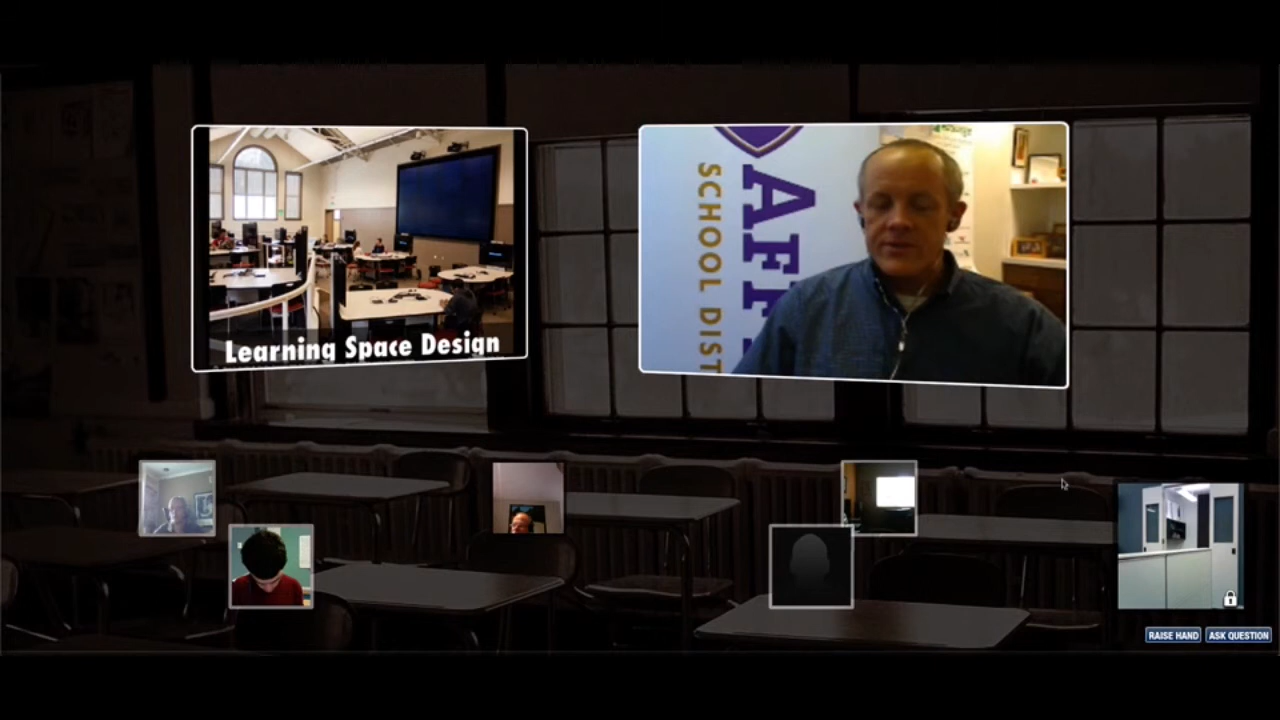 Learning Space Design
SCHOOL DIST
AFF
RAISE HAND
ASK QUESTION